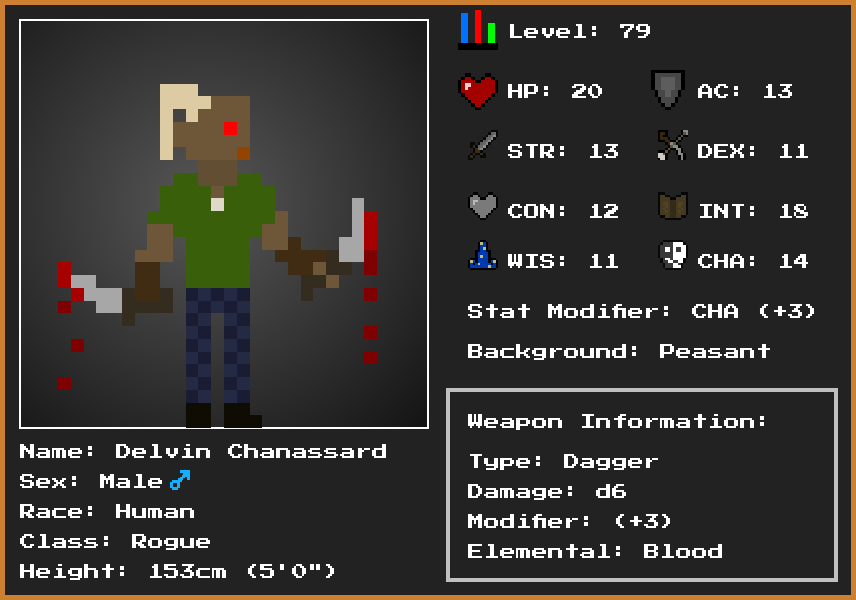 Level: 79
HP: 20 AC: 13
STR: 13 DEX: 11
CON: 12 INT: 18
WIS: 11 CHA: 14
Stat Modifier: CHA (+3)
Background: Peasant
Weapon Information:
Type: Dagger
Damage: d6
Modifier: (+3)
Elemental: Blood
Name: Delvin Chanassard
Sex: Male♂
Race: Human
Class: Rogue
Height: 153cm (5'0")